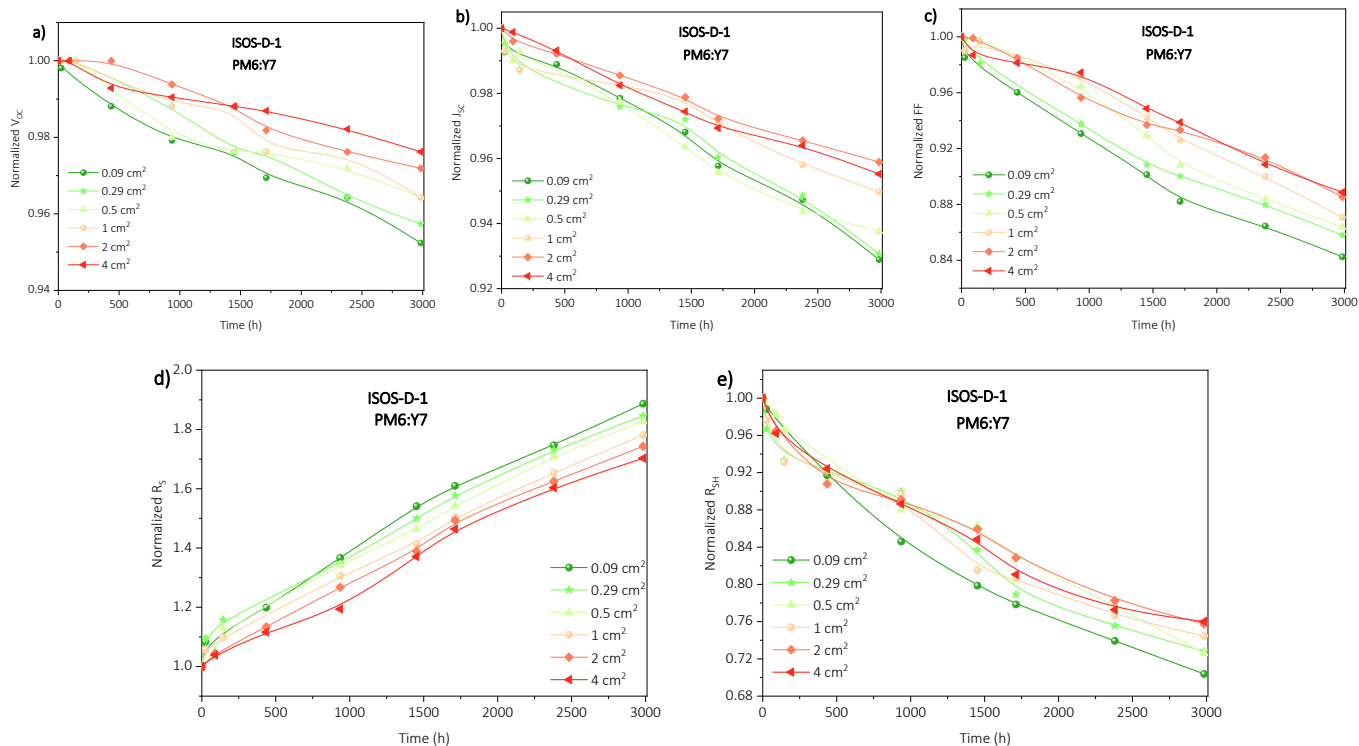 a)
ISOS-D-1
PM6:Y7
Normalized V_OC
1.00
0.98
0.96
0.94
0.09 cm²
0.29 cm²
0.5 cm²
1 cm²
2 cm²
4 cm²
0 500 1000 1500 2000 2500 3000
Time (h)
b)
ISOS-D-1
PM6:Y7
Normalized J_SC
1.00
0.98
0.96
0.94
0.92
0.09 cm²
0.29 cm²
0.5 cm²
1 cm²
2 cm²
4 cm²
0 500 1000 1500 2000 2500 3000
Time (h)
c)
ISOS-D-1
PM6:Y7
Normalized FF
1.00
0.96
0.92
0.88
0.84
0.09 cm²
0.29 cm²
0.5 cm²
1 cm²
2 cm²
4 cm²
0 500 1000 1500 2000 2500 3000
Time (h)
d)
ISOS-D-1
PM6:Y7
Normalized R_S
2.0
1.8
1.6
1.4
1.2
1.0
0.09 cm²
0.29 cm²
0.5 cm²
1 cm²
2 cm²
4 cm²
0 500 1000 1500 2000 2500 3000
Time (h)
e)
ISOS-D-1
PM6:Y7
Normalized R_SH
1.00
0.96
0.92
0.88
0.84
0.80
0.76
0.72
0.68
0.09 cm²
0.29 cm²
0.5 cm²
1 cm²
2 cm²
4 cm²
0 500 1000 1500 2000 2500 3000
Time (h)